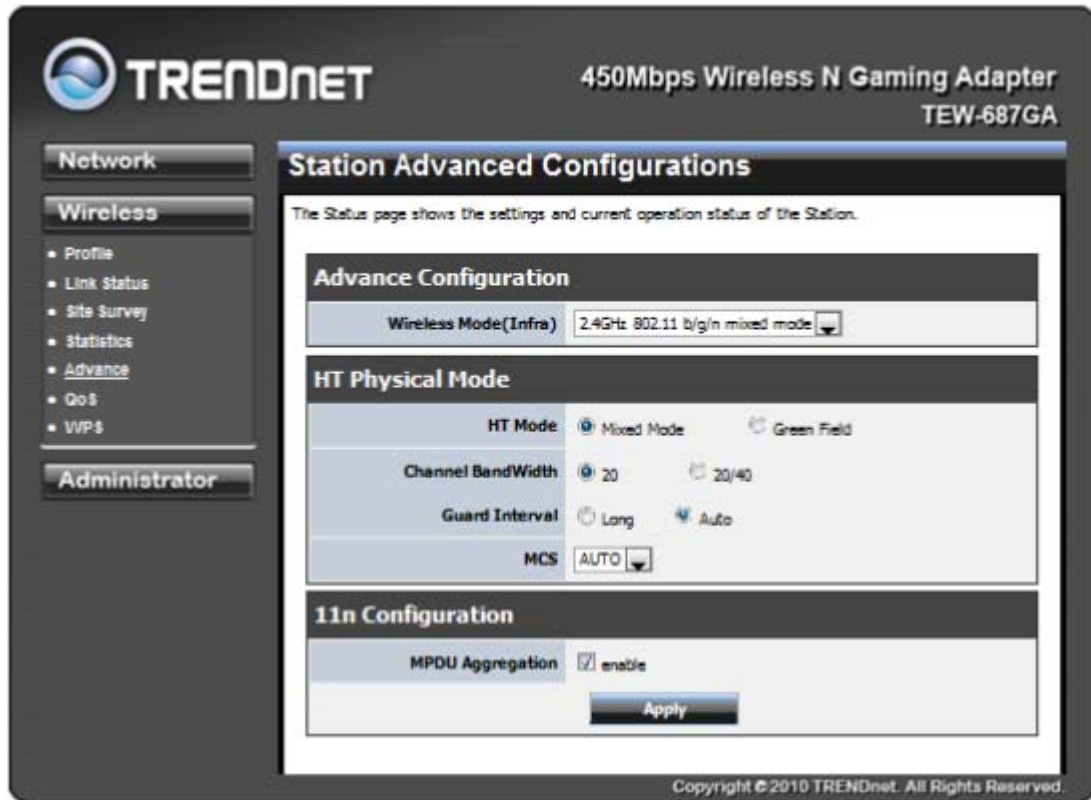 TRENDNET
450Mbps Wireless N Gaming Adapter
TEW-687GA
Network
Wireless
Profile
Link Status
Site Survey
Statistics
Advance
QoS
WPS
Administrator
Station Advanced Configurations
The Status page shows the settings and current operation status of the Station.
Advance Configuration
Wireless Mode(Infra) 2.4GHz 802.11 b/g/n mixed mode
HT Physical Mode
HT Mode Mixed Mode Green Field
Channel BandWidth 20 20/40
Guard Interval Long Auto
MCS AUTO
11n Configuration
MPDU Aggregation enable
Apply
Copyright © 2010 TRENDnet. All Rights Reserved.